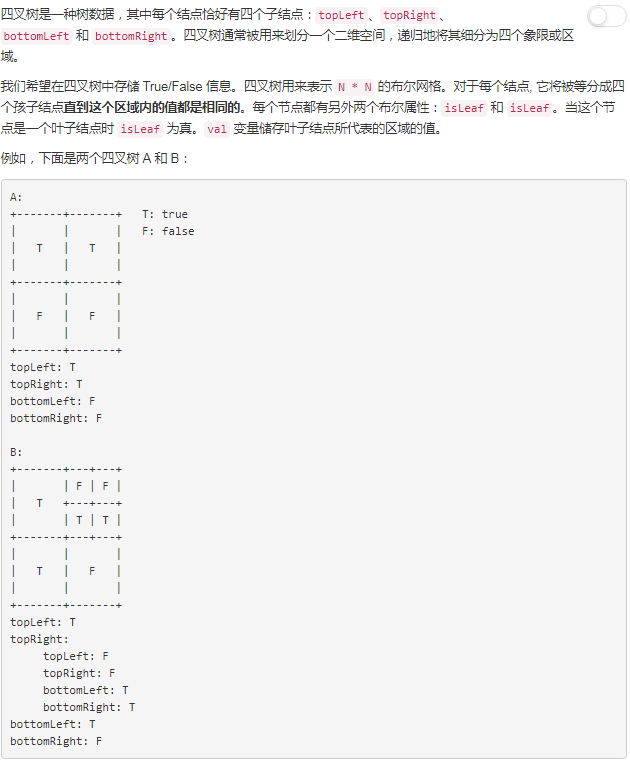 四叉树是一种树数据，其中每个结点恰好有四个子结点：topLeft、topRight、
bottomLeft 和 bottomRight。四叉树通常被用来划分一个二维空间，递归地将其细分为四个象限或区
域。
我们希望在四叉树中存储 True/False 信息。四叉树用来表示 N * N 的布尔网格。对于每个结点, 它将被等分成四
个孩子结点直到这个区域内的值都是相同的。每个节点都有另外两个布尔属性：isLeaf 和 isLeaf。当这个节
点是一个叶子结点时 isLeaf 为真。val 变量储存叶子结点所代表的区域的值。
例如，下面是两个四叉树 A 和 B：
A:
+-------+-------+   T: true
|       |       |   F: false
|   T   |   T   |
|       |       |
+-------+-------+
|       |       |
|   F   |   F   |
|       |       |
+-------+-------+
topLeft: T
topRight: T
bottomLeft: F
bottomRight: F
B:
+-------+---+---+
|       | F | F |
|   T   +---+---+
|       | T | T |
+-------+---+---+
|       |       |
|   T   |   F   |
|       |       |
+-------+-------+
topLeft: T
topRight:
     topLeft: F
     topRight: F
     bottomLeft: T
     bottomRight: T
bottomLeft: T
bottomRight: F